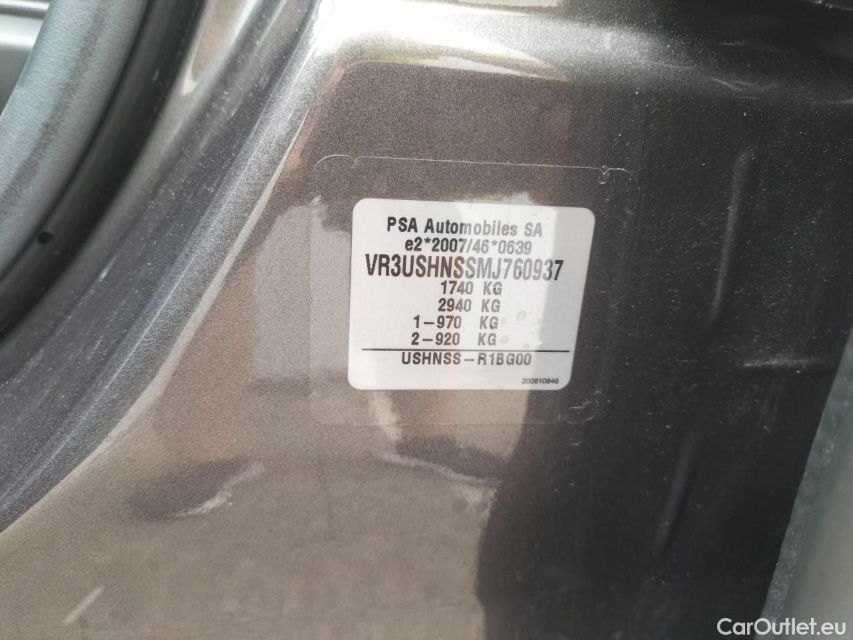 PSA Automobiles SA
e2*2007/46*0639
VR3USHNSSMJ760937
1740 KG
2940 KG
1-970 KG
2-920 KG
USHNSS-R1BG00
200610846
CarOutlet.eu